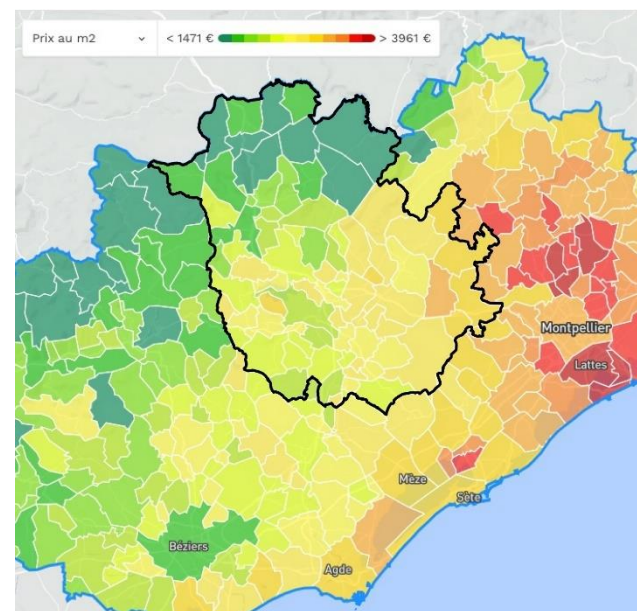 Prix au m2
< 1471 €
> 3961 €
Montpellier
Lattes
Mèze
Sète
Béziers
Agde